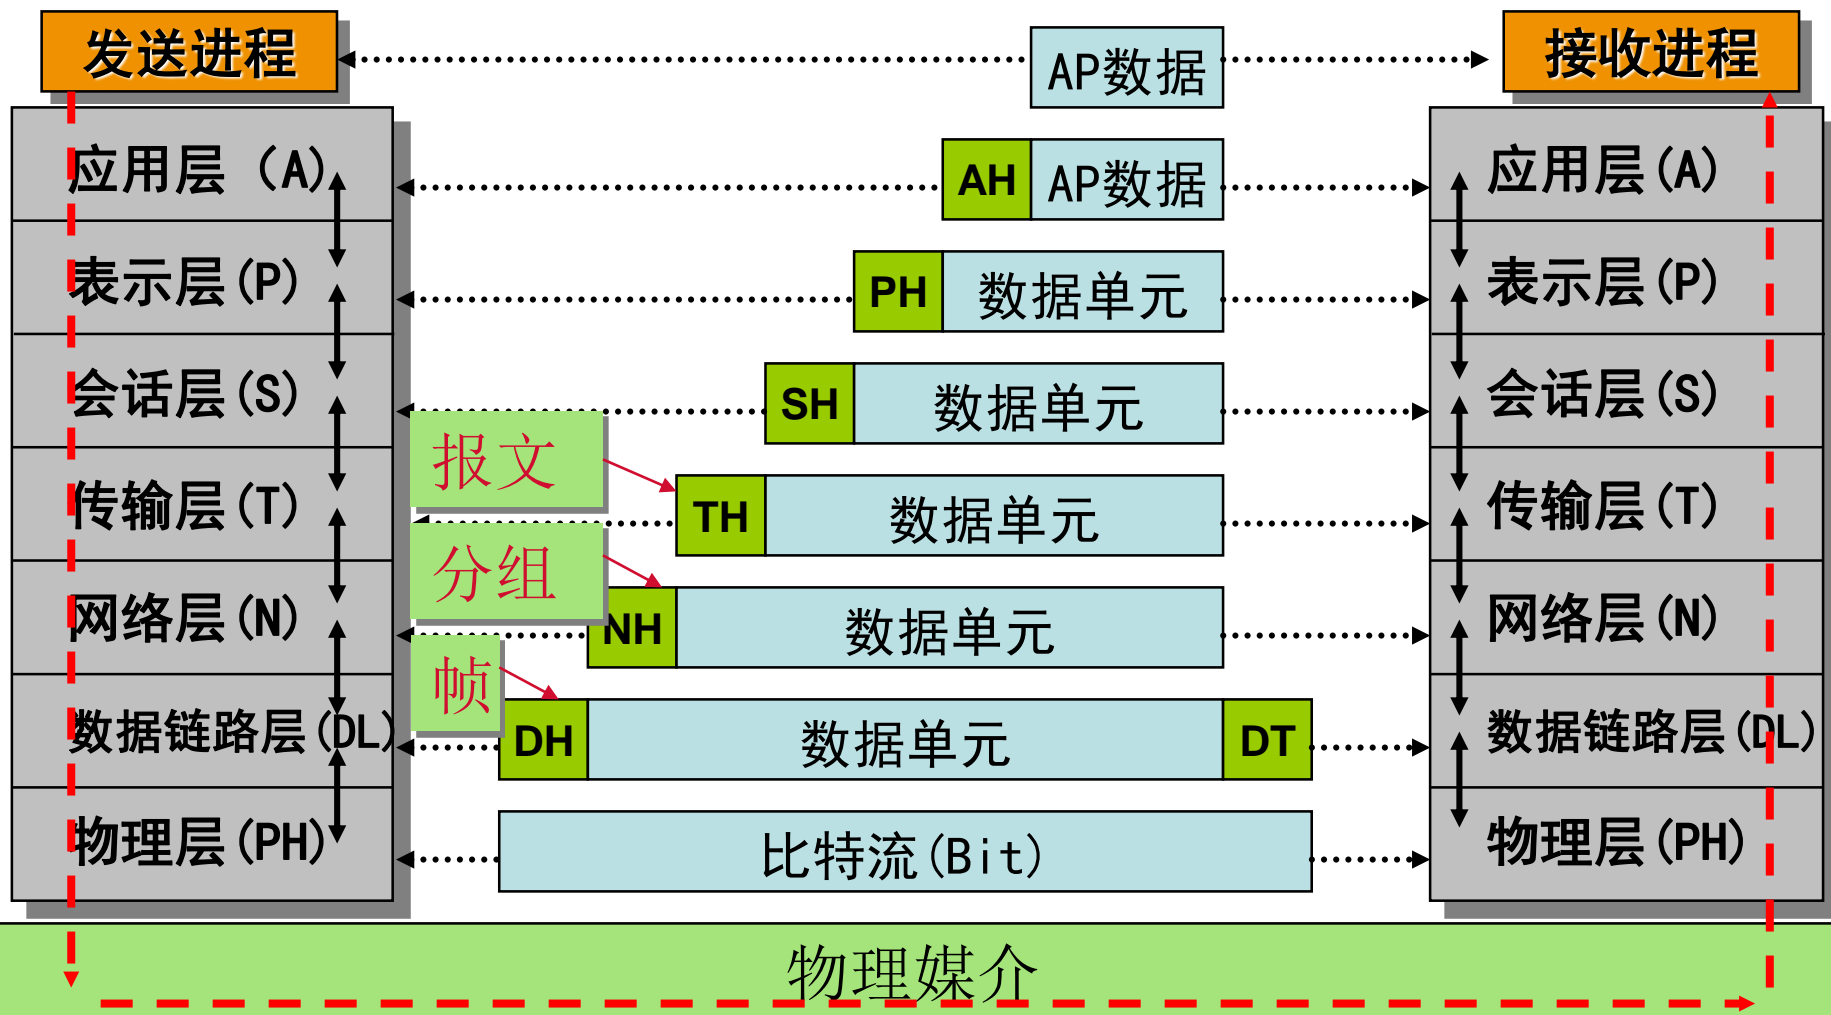 发送进程 AP数据 接收进程
应用层 （A） AH AP数据 应用层(A)
表示层(P) PH 数据单元 表示层(P)
会话层(S) SH 数据单元 会话层(S)
报文
传输层(T) TH 数据单元 传输层(T)
分组
网络层(N) NH 数据单元 网络层(N)
帧
数据链路层(DL) DH 数据单元 DT 数据链路层(DL)
物理层(PH) 比特流(Bit) 物理层(PH)
物理媒介